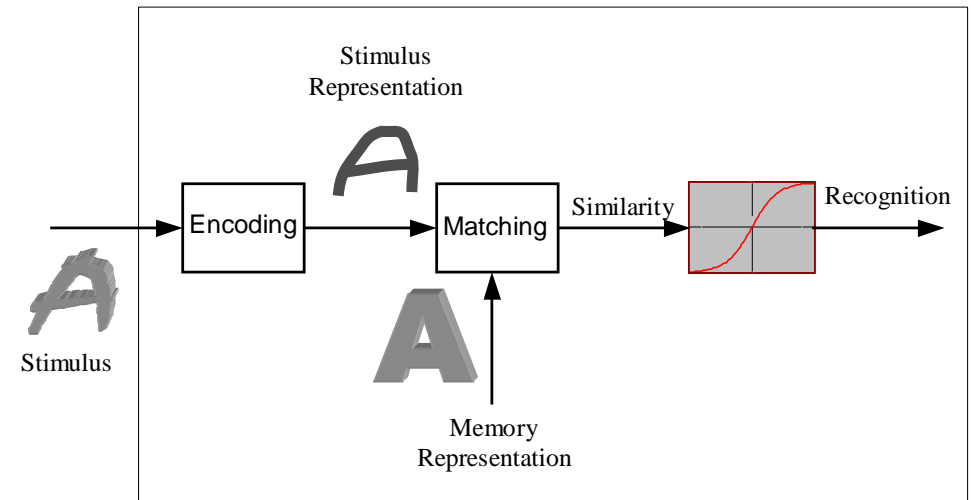 Stimulus
Representation
Encoding
Matching
Similarity
Recognition
A
A
A
Stimulus
Memory
Representation